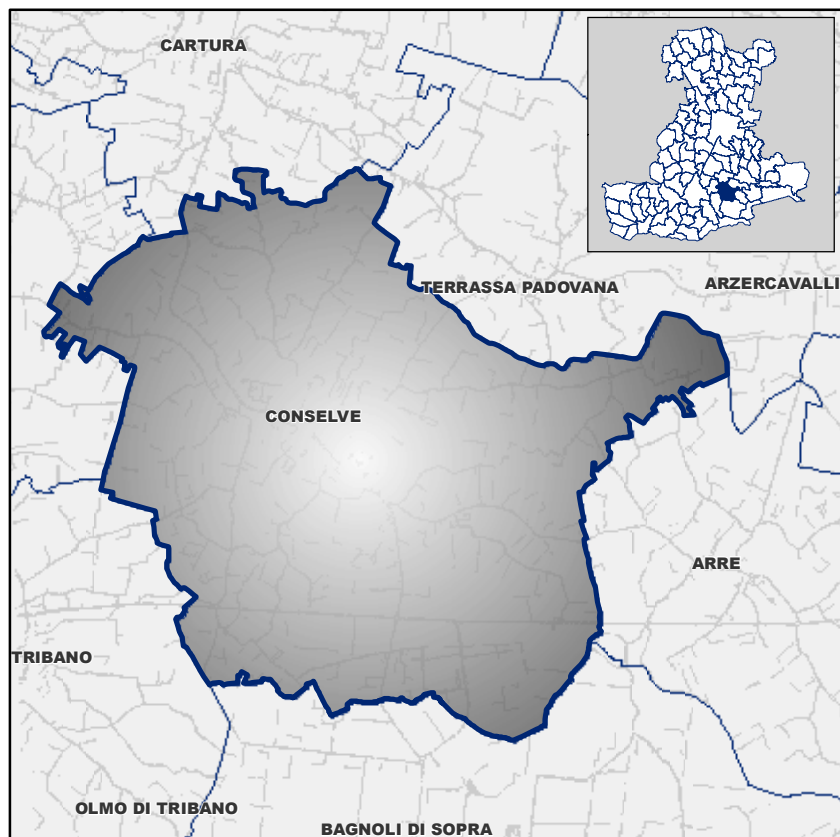 CARTURA
TERRASSA PADOVANA
ARZERCAVALLI
CONSELVE
ARRE
TRIBANO
OLMO DI TRIBANO
BAGNOLI DI SOPRA